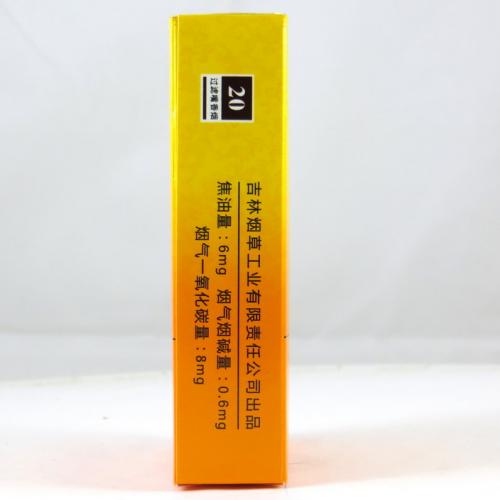 20
过滤嘴香烟
吉林烟草工业有限责任公司出品
焦油量：6mg 烟气烟碱量：0.6mg
烟气一氧化碳量：8mg